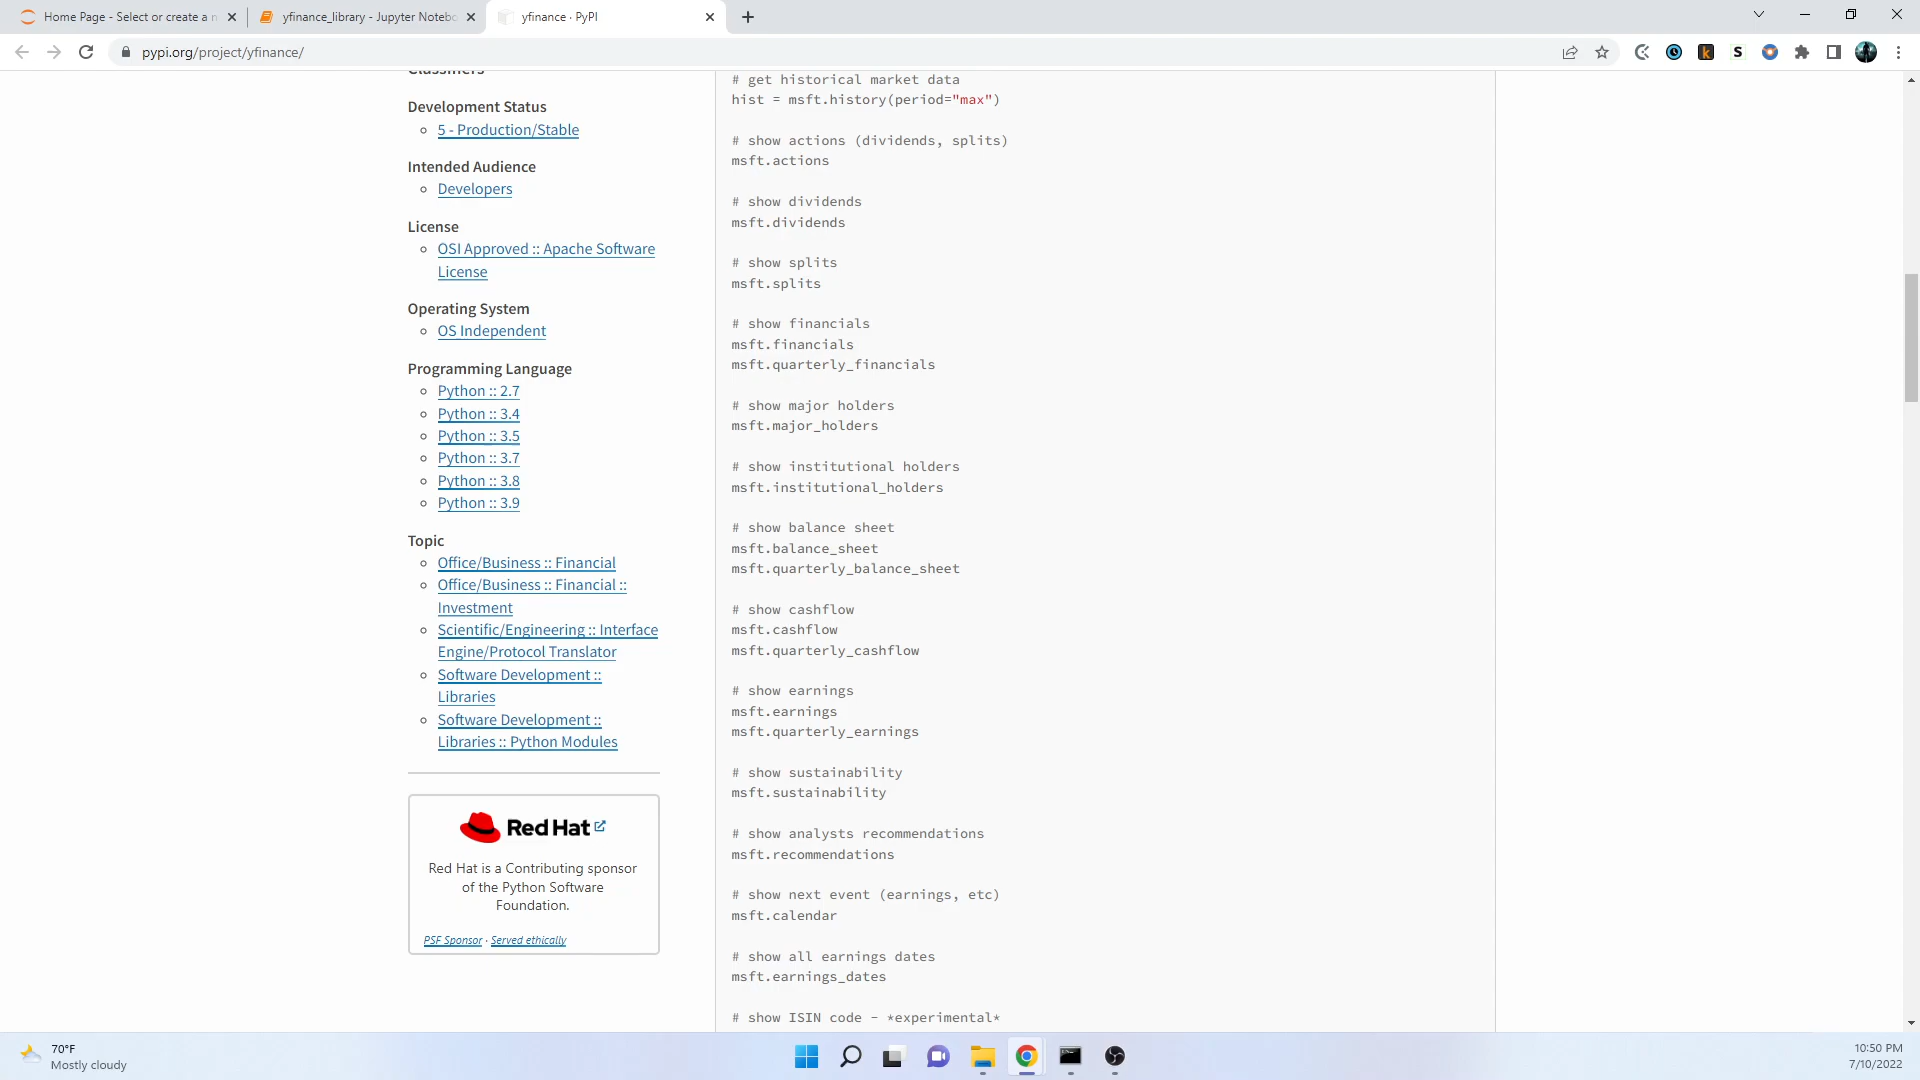 Home Page - Select or create a n
yfinance_library - Jupyter Notebo
yfinance · PyPI
pypi.org/project/yfinance/
Classifiers
Development Status
5 - Production/Stable
Intended Audience
Developers
License
OSI Approved :: Apache Software
License
Operating System
OS Independent
Programming Language
Python :: 2.7
Python :: 3.4
Python :: 3.5
Python :: 3.7
Python :: 3.8
Python :: 3.9
Topic
Office/Business :: Financial
Office/Business :: Financial ::
Investment
Scientific/Engineering :: Interface
Engine/Protocol Translator
Software Development ::
Libraries
Software Development ::
Libraries :: Python Modules
Red Hat
Red Hat is a Contributing sponsor
of the Python Software
Foundation.
PSF Sponsor · Served ethically
# get historical market data
hist = msft.history(period="max")
# show actions (dividends, splits)
msft.actions
# show dividends
msft.dividends
# show splits
msft.splits
# show financials
msft.financials
msft.quarterly_financials
# show major holders
msft.major_holders
# show institutional holders
msft.institutional_holders
# show balance sheet
msft.balance_sheet
msft.quarterly_balance_sheet
# show cashflow
msft.cashflow
msft.quarterly_cashflow
# show earnings
msft.earnings
msft.quarterly_earnings
# show sustainability
msft.sustainability
# show analysts recommendations
msft.recommendations
# show next event (earnings, etc)
msft.calendar
# show all earnings dates
msft.earnings_dates
# show ISIN code - *experimental*
70°F
Mostly cloudy
10:50 PM
7/10/2022